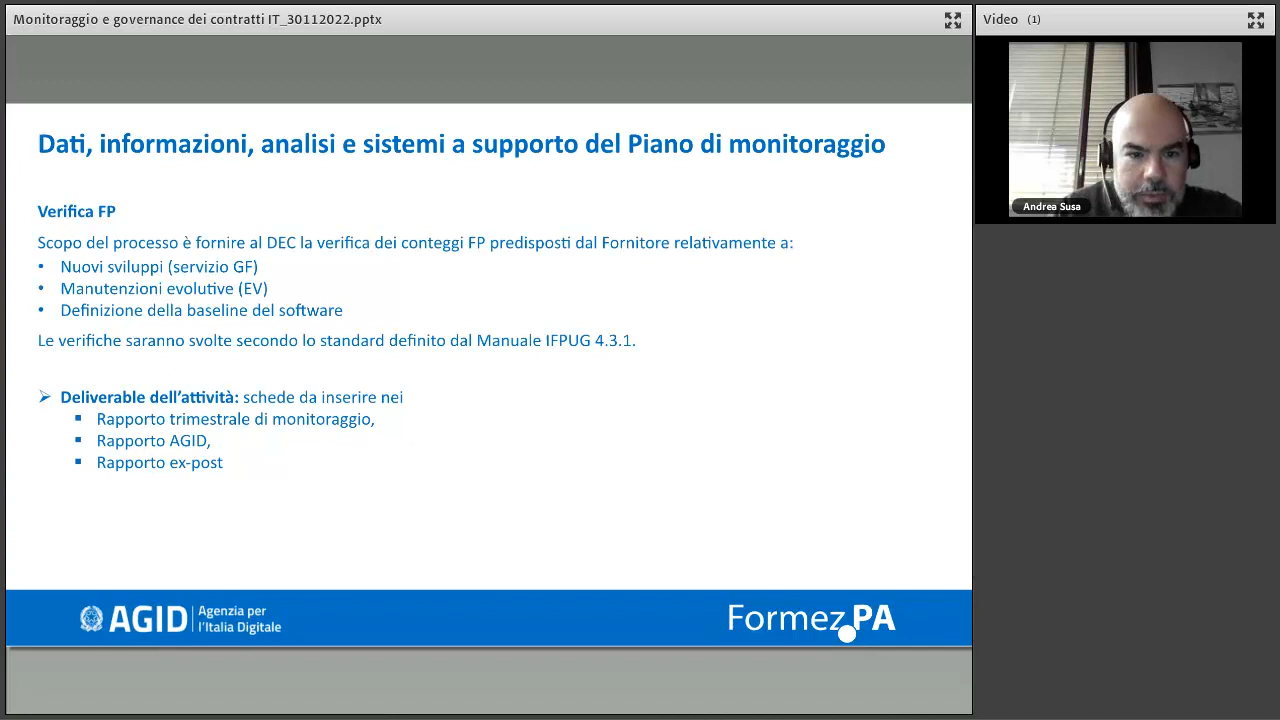 Monitoraggio e governance dei contratti IT_30112022.pptx
Video (1)
Andrea Susa
Dati, informazioni, analisi e sistemi a supporto del Piano di monitoraggio
Verifica FP
Scopo del processo è fornire al DEC la verifica dei conteggi FP predisposti dal Fornitore relativamente a:
• Nuovi sviluppi (servizio GF)
• Manutenzioni evolutive (EV)
• Definizione della baseline del software
Le verifiche saranno svolte secondo lo standard definito dal Manuale IFPUG 4.3.1.
➢ Deliverable dell’attività: schede da inserire nei
▪ Rapporto trimestrale di monitoraggio,
▪ Rapporto AGID,
▪ Rapporto ex-post
AGID Agenzia per
l’Italia Digitale
Formez PA